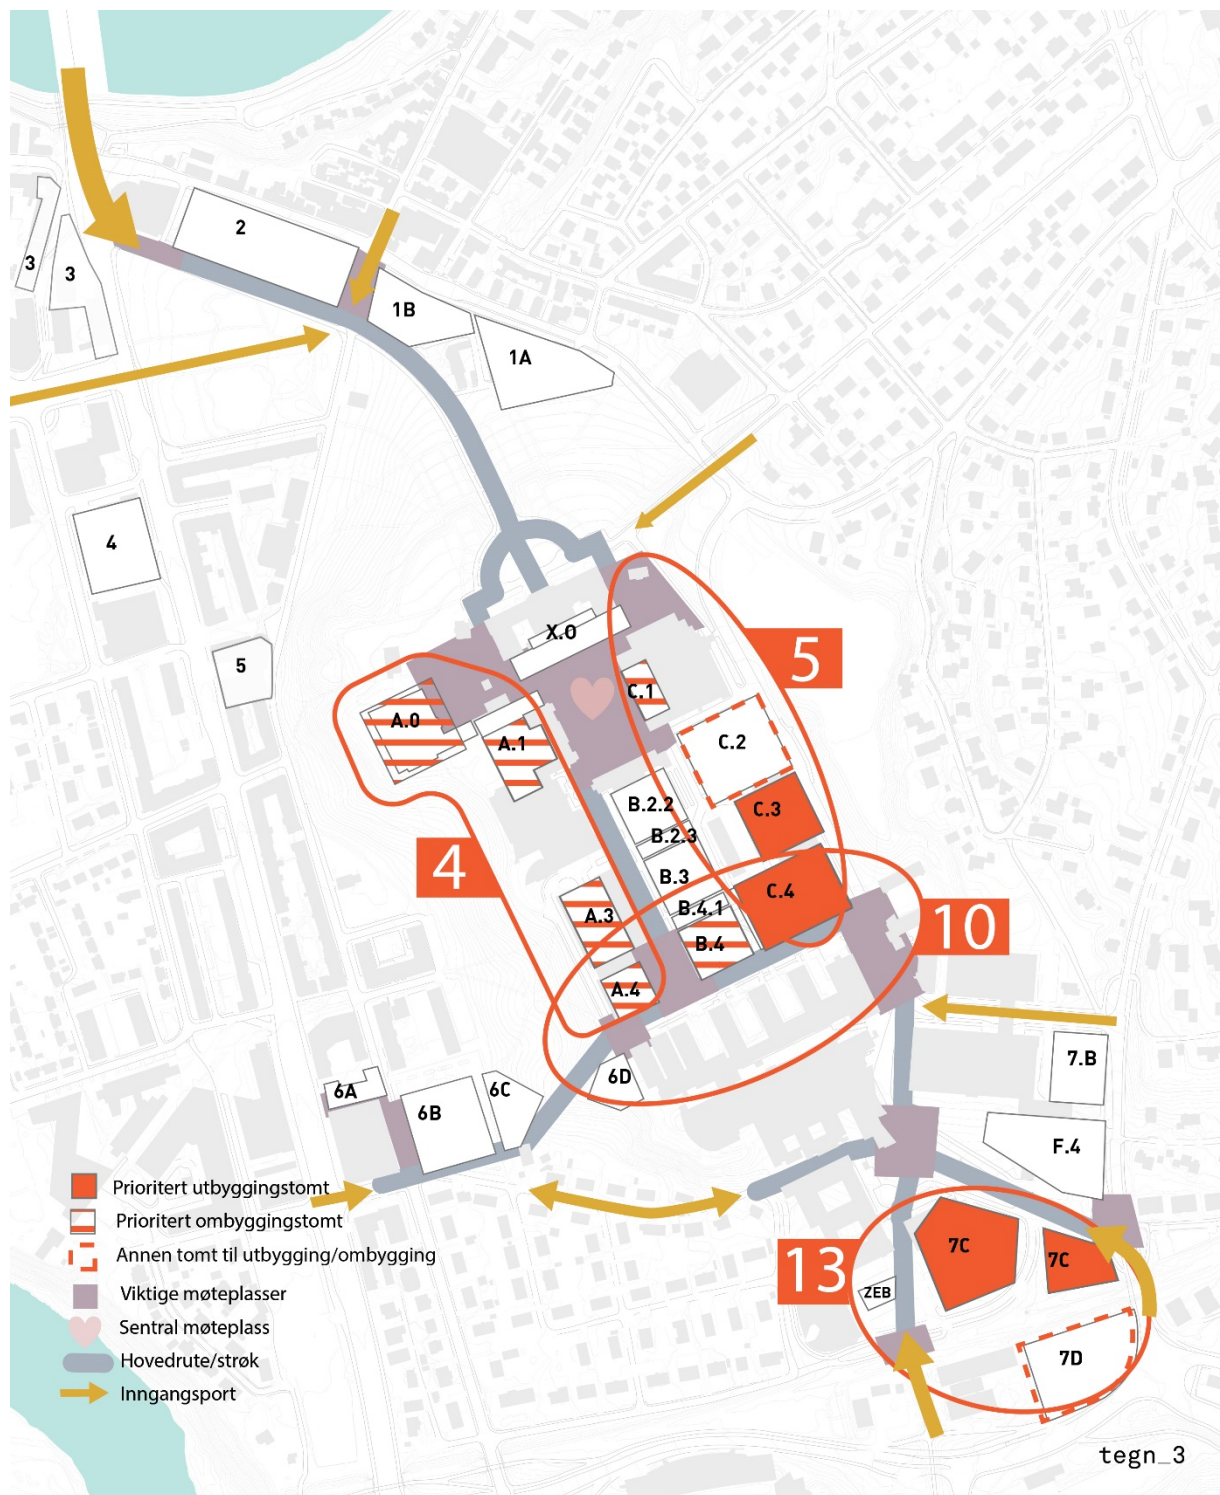 2
3
3
1B
1A
4
5
X.O
5
C.1
A.0
A.1
C.2
B.2.2
C.3
B.2.3
4
B.3
C.4
B.4.1
A.3
10
B.4
A.4
7.B
6D
6A
6C
6B
F.4
Prioritert utbyggingstomt
Prioritert ombyggingstomt
Annen tomt til utbygging/ombygging
Viktige møteplasser
Sentral møteplass
Hovedrute/strøk
Inngangsport
7C
7C
13
ZEB
7D
tegn_3